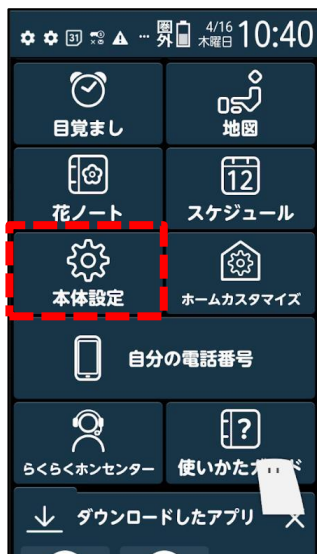 31 … 圏外 4/16 木曜日 10:40
目覚まし 地図
花ノート 12 スケジュール
本体設定 ホームカスタマイズ
自分の電話番号
らくらくホンセンター ? 使いかた
ダウンロードしたアプリ